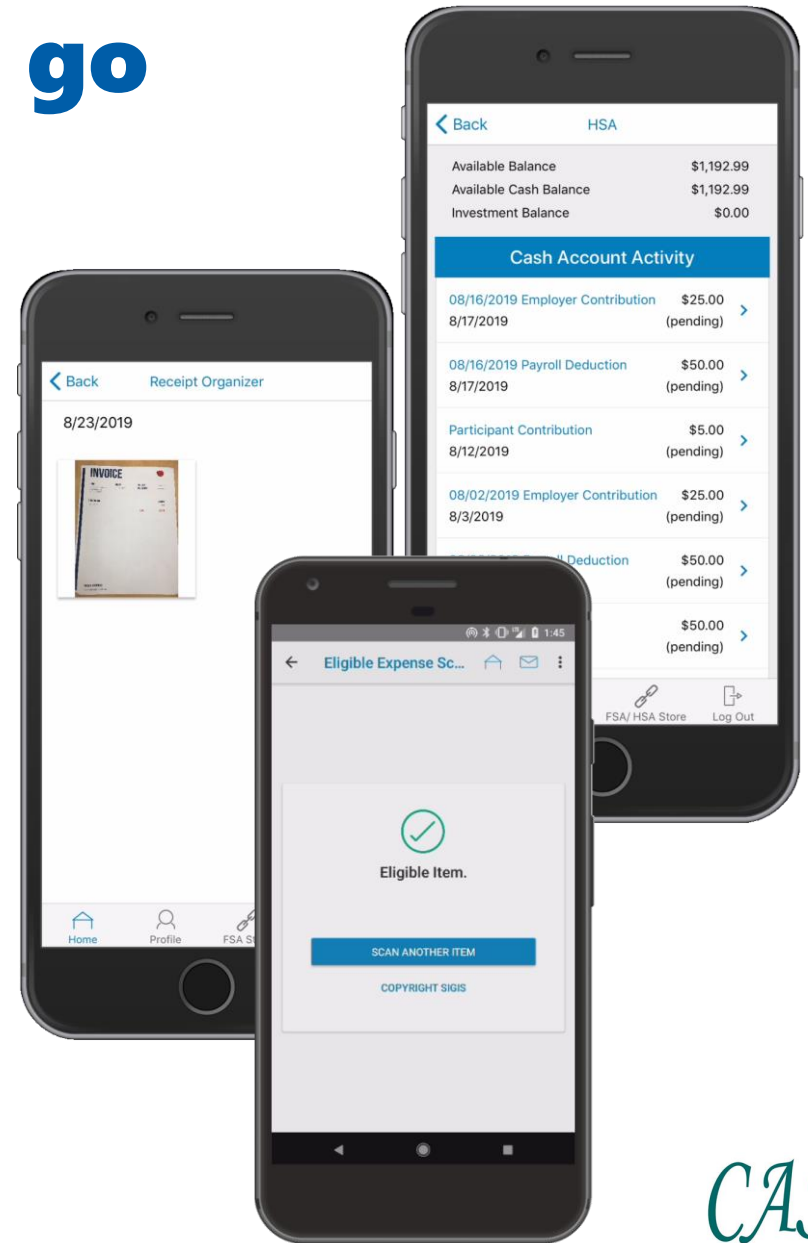 go
Back HSA
Available Balance $1,192.99
Available Cash Balance $1,192.99
Investment Balance $0.00
Cash Account Activity
08/16/2019 Employer Contribution $25.00
8/17/2019 (pending)
08/16/2019 Payroll Deduction $50.00
8/17/2019 (pending)
Participant Contribution $5.00
8/12/2019 (pending)
08/02/2019 Employer Contribution $25.00
8/3/2019 (pending)
Deduction $50.00
(pending)
$50.00
(pending)
FSA/ HSA Store Log Out
Back Receipt Organizer
8/23/2019
INVOICE
Home Profile FSA St
1:45
Eligible Expense Sc...
Eligible Item.
SCAN ANOTHER ITEM
COPYRIGHT SIGIS
CA